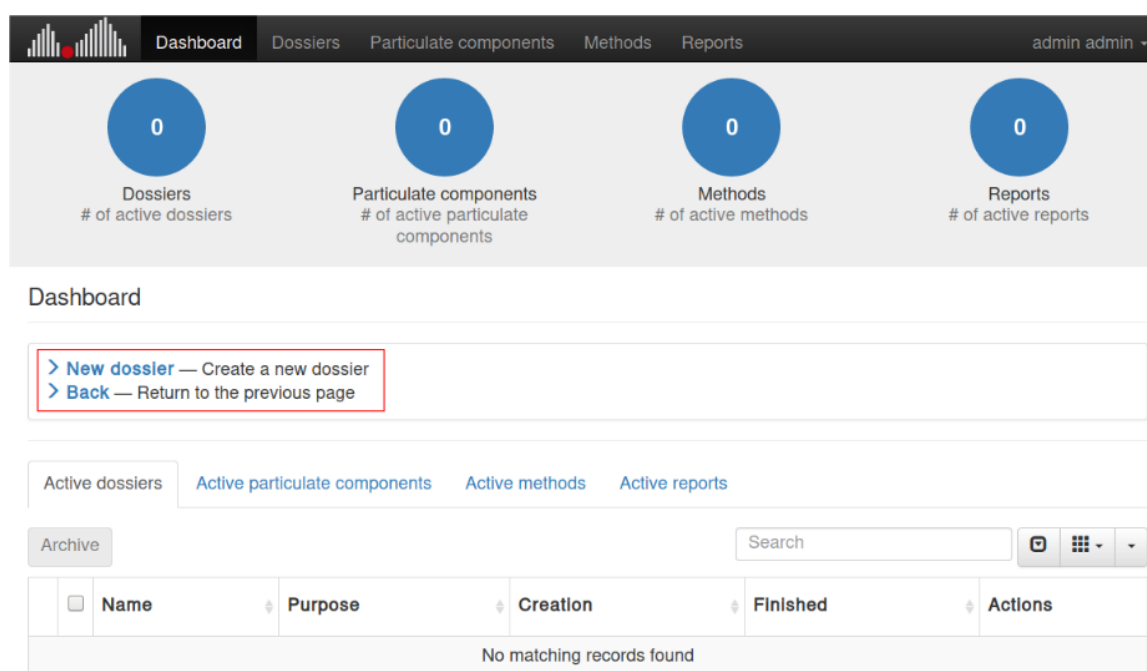 Dashboard Dossiers Particulate components Methods Reports admin admin
0 0 0 0
Dossiers Particulate components Methods Reports
# of active dossiers # of active particulate # of active methods # of active reports
components
Dashboard
New dossier — Create a new dossier
Back — Return to the previous page
Active dossiers Active particulate components Active methods Active reports
Archive Search
Name Purpose Creation Finished Actions
No matching records found